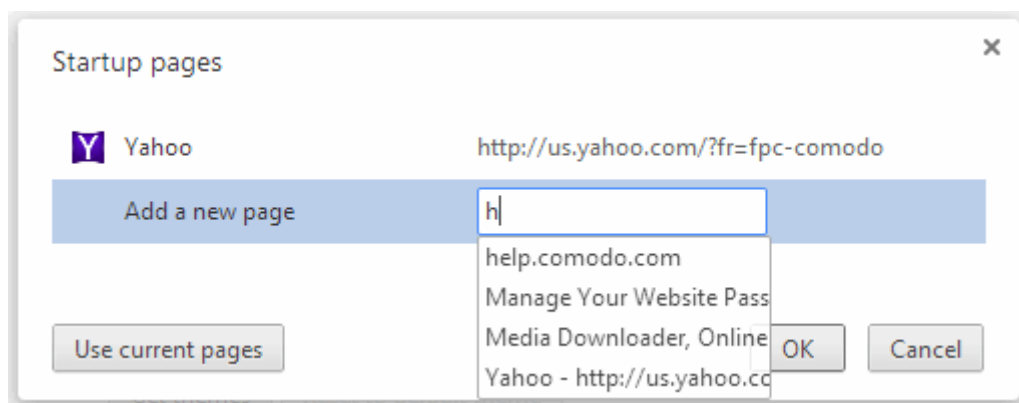 Startup pages
Yahoo http://us.yahoo.com/?fr=fpc-comodo
Add a new page h
help.comodo.com
Manage Your Website Pass
Media Downloader, Online
Yahoo - http://us.yahoo.cc
Use current pages OK Cancel